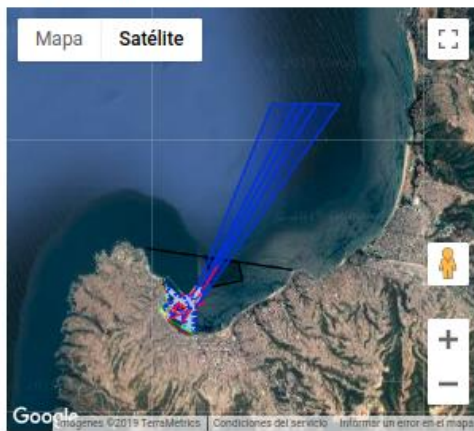 Mapa Satélite
Google
Imágenes ©2019 TerraMetrics Condiciones del servicio Informar un error en el mapa